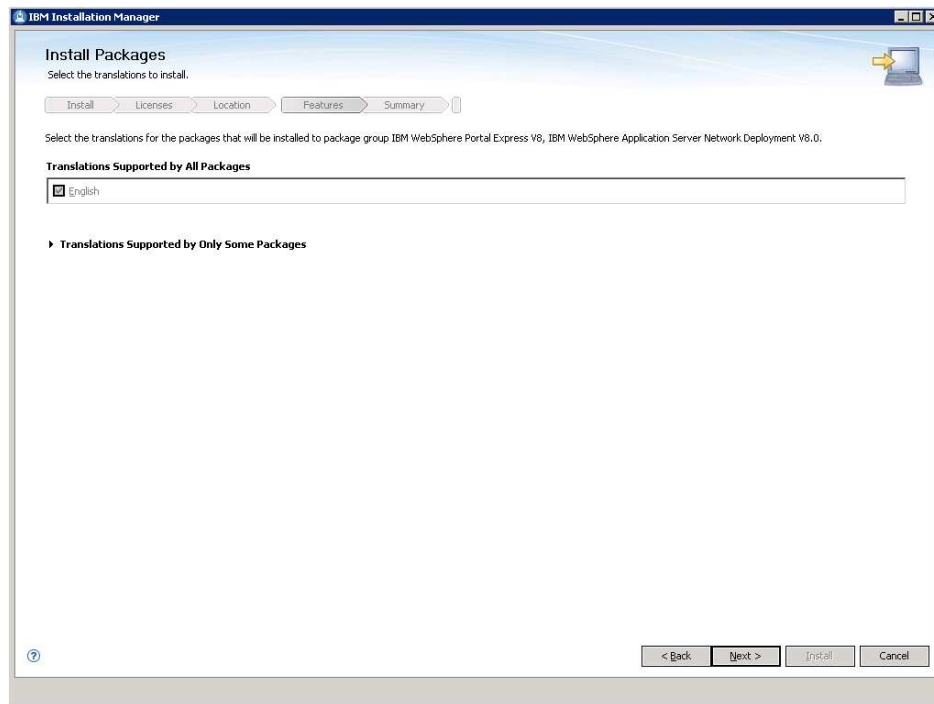 IBM Installation Manager
Install Packages
Select the translations to install.
Install Licenses Location Features Summary
Select the translations for the packages that will be installed to package group IBM WebSphere Portal Express V8, IBM WebSphere Application Server Network Deployment V8.0.
Translations Supported by All Packages
English
Translations Supported by Only Some Packages
? < Back Next > Install Cancel